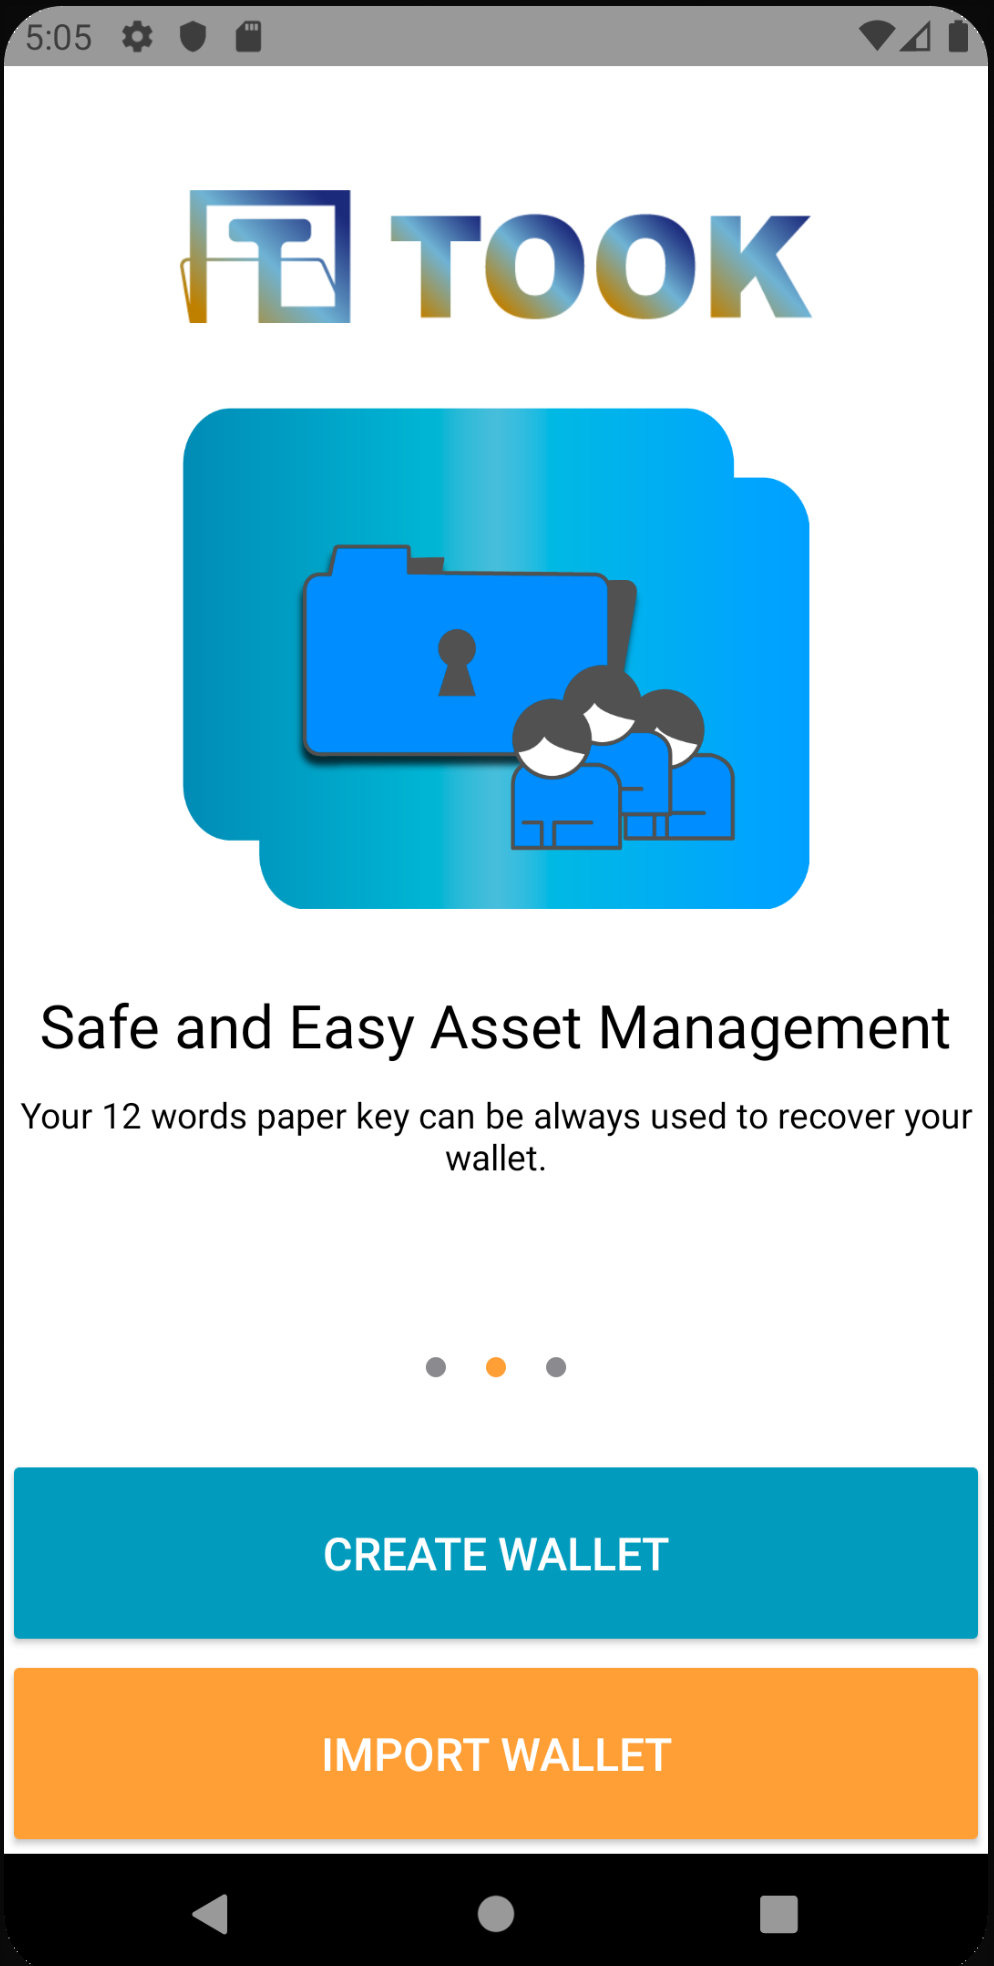 5:05
T TOOK
Safe and Easy Asset Management
Your 12 words paper key can be always used to recover your
wallet.
CREATE WALLET
IMPORT WALLET